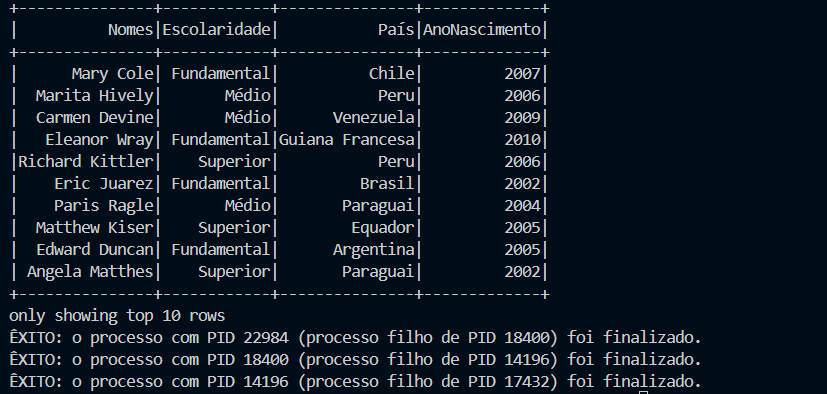 +---------------+------------+---------------+-------------+
|          Nomes|Escolaridade|           País|AnoNascimento|
+---------------+------------+---------------+-------------+
|      Mary Cole| Fundamental|          Chile|         2007|
|  Marita Hively|       Médio|           Peru|         2006|
|  Carmen Devine|       Médio|      Venezuela|         2009|
|   Eleanor Wray| Fundamental|Guiana Francesa|         2010|
|Richard Kittler|    Superior|           Peru|         2006|
|    Eric Juarez| Fundamental|         Brasil|         2002|
|    Paris Ragle|       Médio|       Paraguai|         2004|
|  Matthew Kiser|    Superior|        Equador|         2005|
|  Edward Duncan| Fundamental|      Argentina|         2005|
| Angela Matthes|    Superior|       Paraguai|         2002|
+---------------+------------+---------------+-------------+
only showing top 10 rows
ÊXITO: o processo com PID 22984 (processo filho de PID 18400) foi finalizado.
ÊXITO: o processo com PID 18400 (processo filho de PID 14196) foi finalizado.
ÊXITO: o processo com PID 14196 (processo filho de PID 17432) foi finalizado.